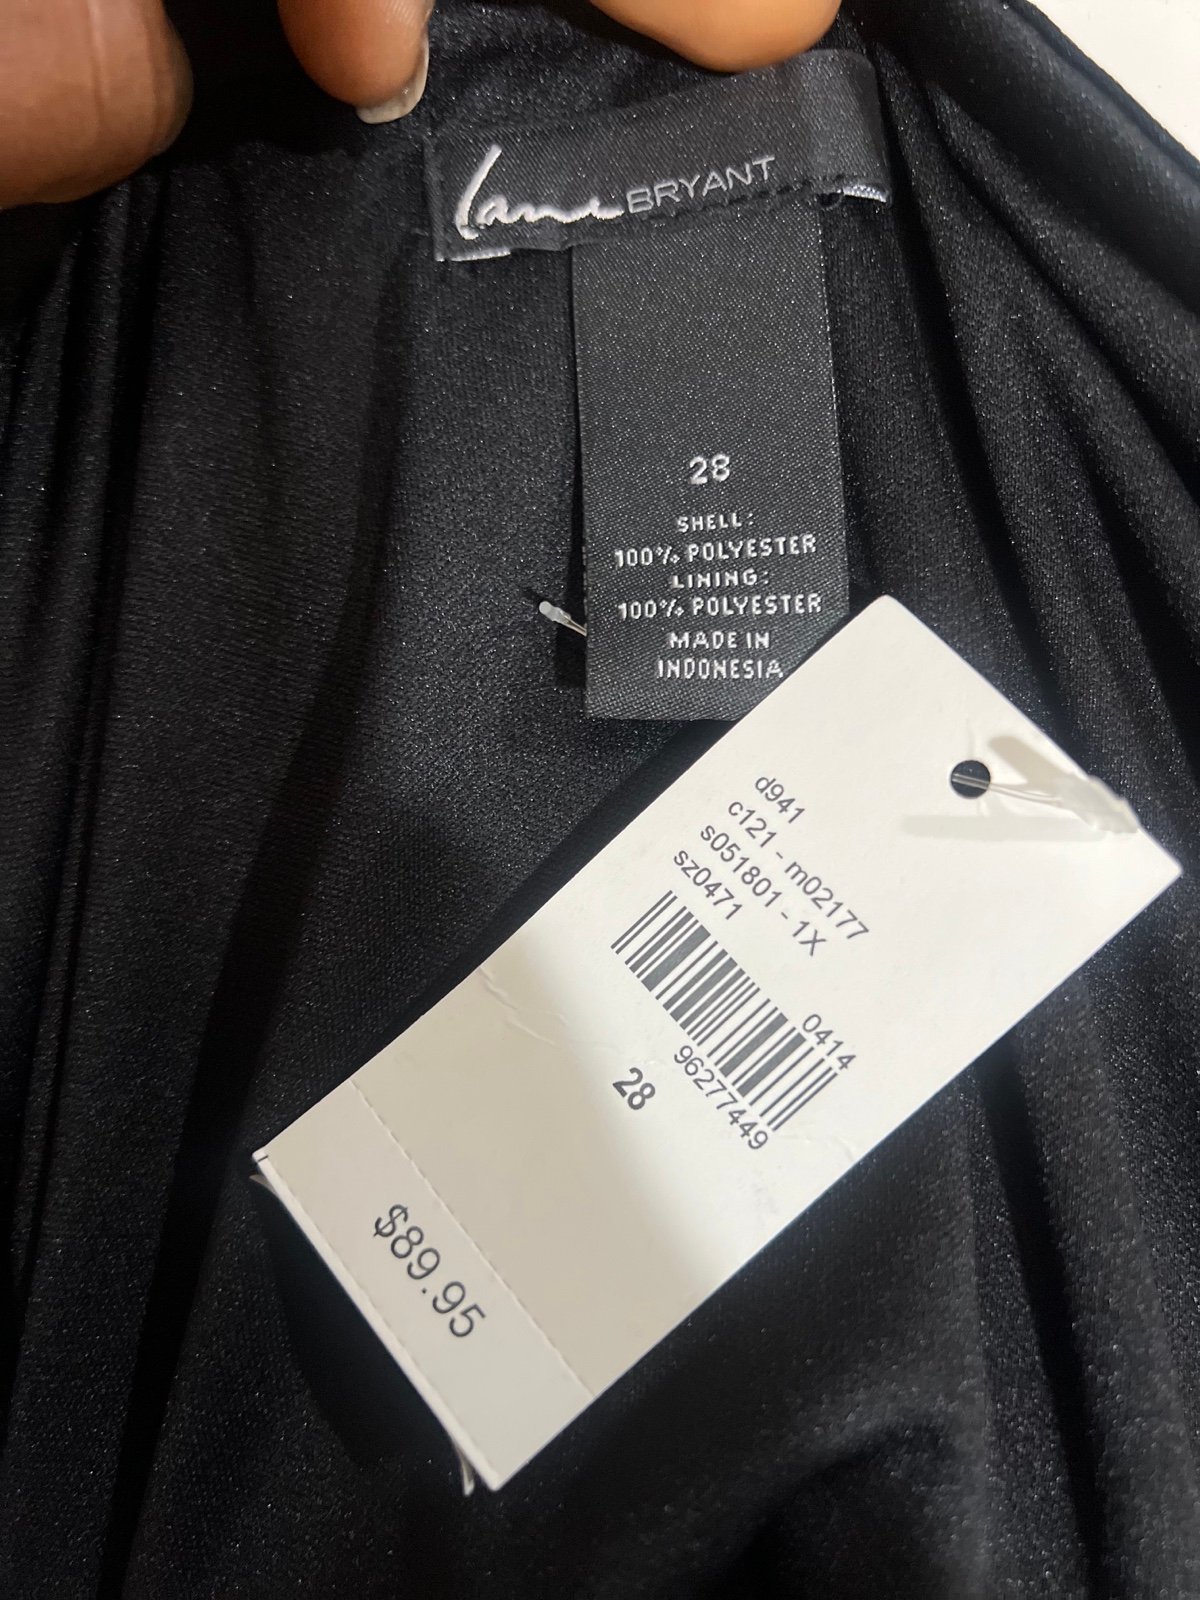 Lane BRYANT
28
SHELL:
100% POLYESTER
LINING:
100% POLYESTER
MADE IN
INDONESIA
d941
c121 - m02177
s051801 - 1X
sz0471
0414
96277449
28
$89.95